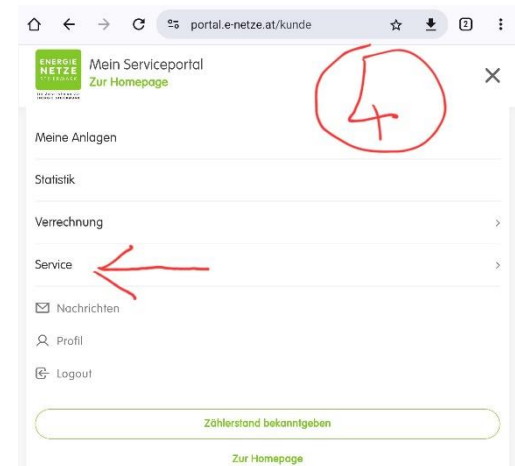 portal.e-netze.at/kunde
2
ENERGIE
NETZE
STEIERMARK
Mein Serviceportal
Zur Homepage
4
Meine Anlagen
Statistik
Verrechnung
Service
Nachrichten
Profil
Logout
Zählerstand bekanntgeben
Zur Homepage